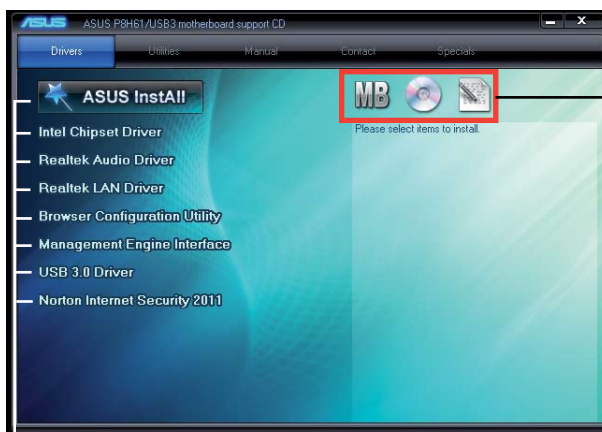 ASUS ASUS P8H61/USB3 motherboard support CD
Drivers Utilities Manual Contact Specials
ASUS InstAll
MB
Please select items to install.
Intel Chipset Driver
Realtek Audio Driver
Realtek LAN Driver
Browser Configuration Utility
Management Engine Interface
USB 3.0 Driver
Norton Internet Security 2011